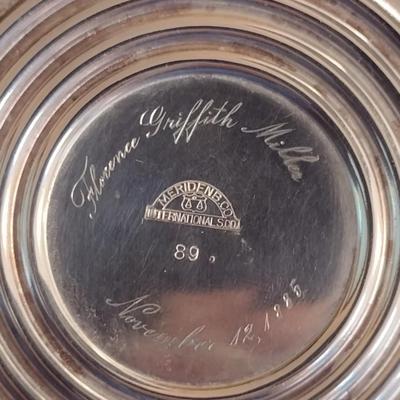 Florence Griffith Miller
MERIDEN B. CO.
INTERNATIONAL S. CO.
89
November 12, 1885